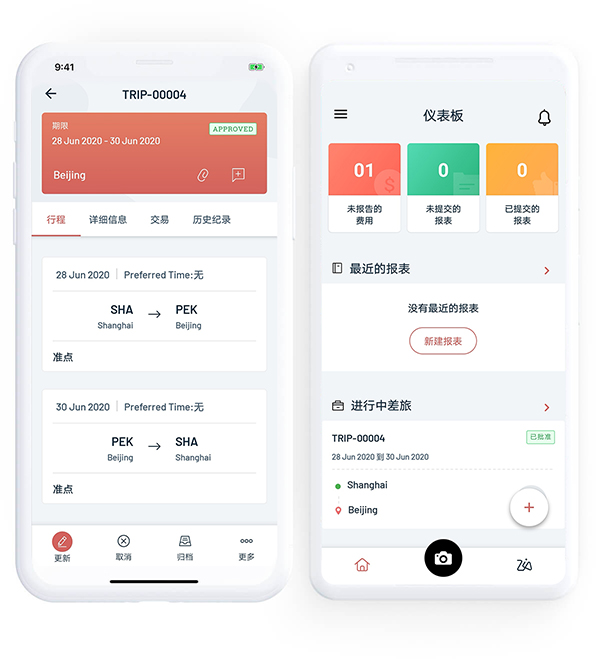 9:41
TRIP-00004
期限
APPROVED
28 Jun 2020 - 30 Jun 2020
Beijing
行程 详细信息 交易 历史纪录
28 Jun 2020 Preferred Time:无
SHA → PEK
Shanghai Beijing
准点
30 Jun 2020 Preferred Time:无
PEK → SHA
Beijing Shanghai
准点
更新 取消 归档 更多
仪表板
01 0 0
未报告的 未提交的 已提交的
费用 报表 报表
最近的报表
没有最近的报表
新建报表
进行中差旅
TRIP-00004 已批准
28 Jun 2020 到 30 Jun 2020
Shanghai
Beijing
+
ZIA